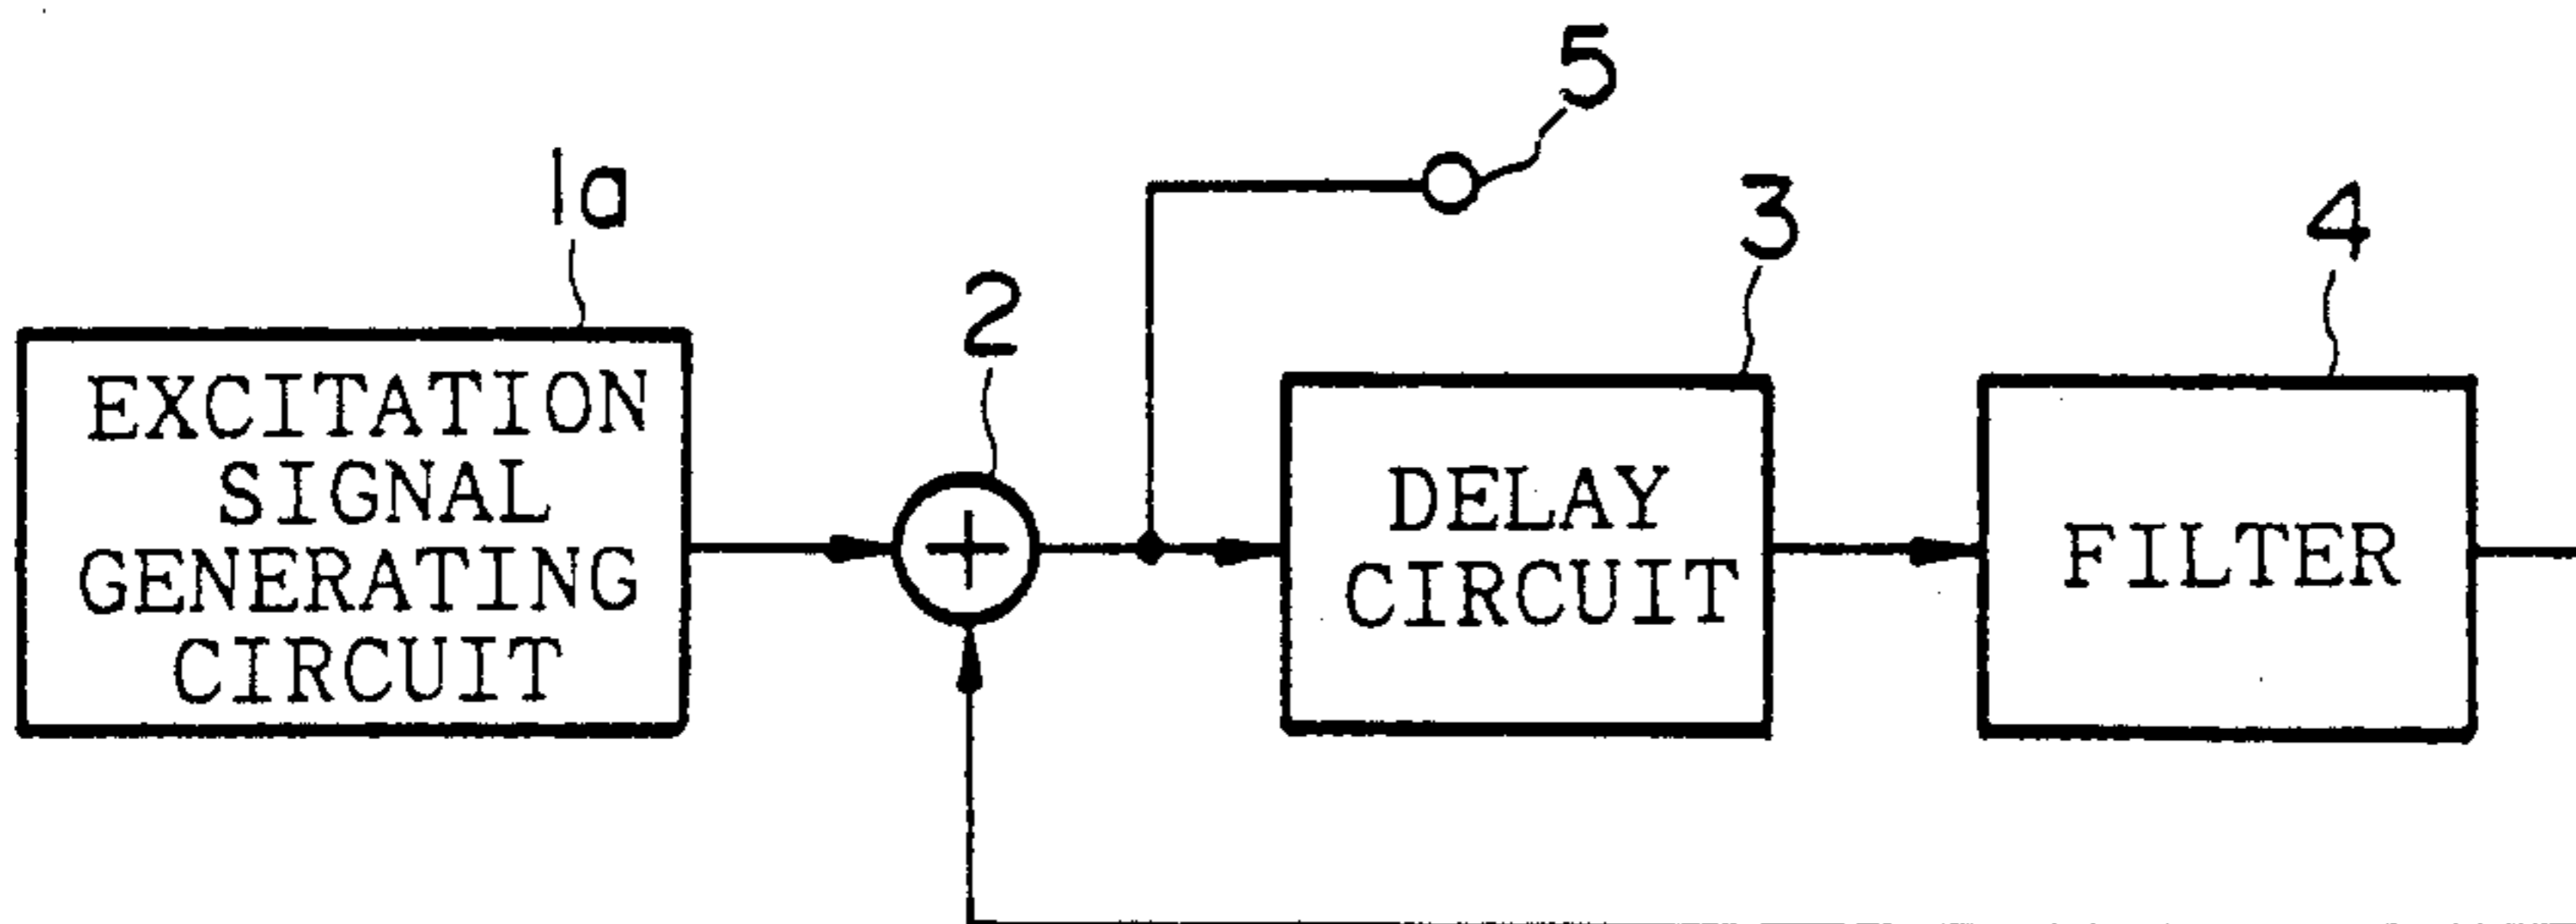 5
1a
3
4
2
EXCITATION
SIGNAL
GENERATING
CIRCUIT
+
DELAY
CIRCUIT
FILTER